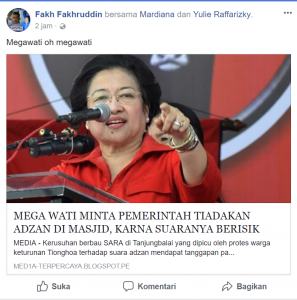 Fakh Fakhruddin bersama Mardiana dan Yulie Raffarizky.
2 jam
Megawati oh megawati
MEGA WATI MINTA PEMERINTAH TIADAKAN
ADZAN DI MASJID, KARNA SUARANYA BERISIK
MEDIA - Kerusuhan berbau SARA di Tanjungbalai yang dipicu oleh protes warga
keturunan Tionghoa terhadap suara adzan mendapat tanggapan pa...
MED1A-TERPERCAYA.BLOGSPOT.PE
Suka Komentari Bagikan